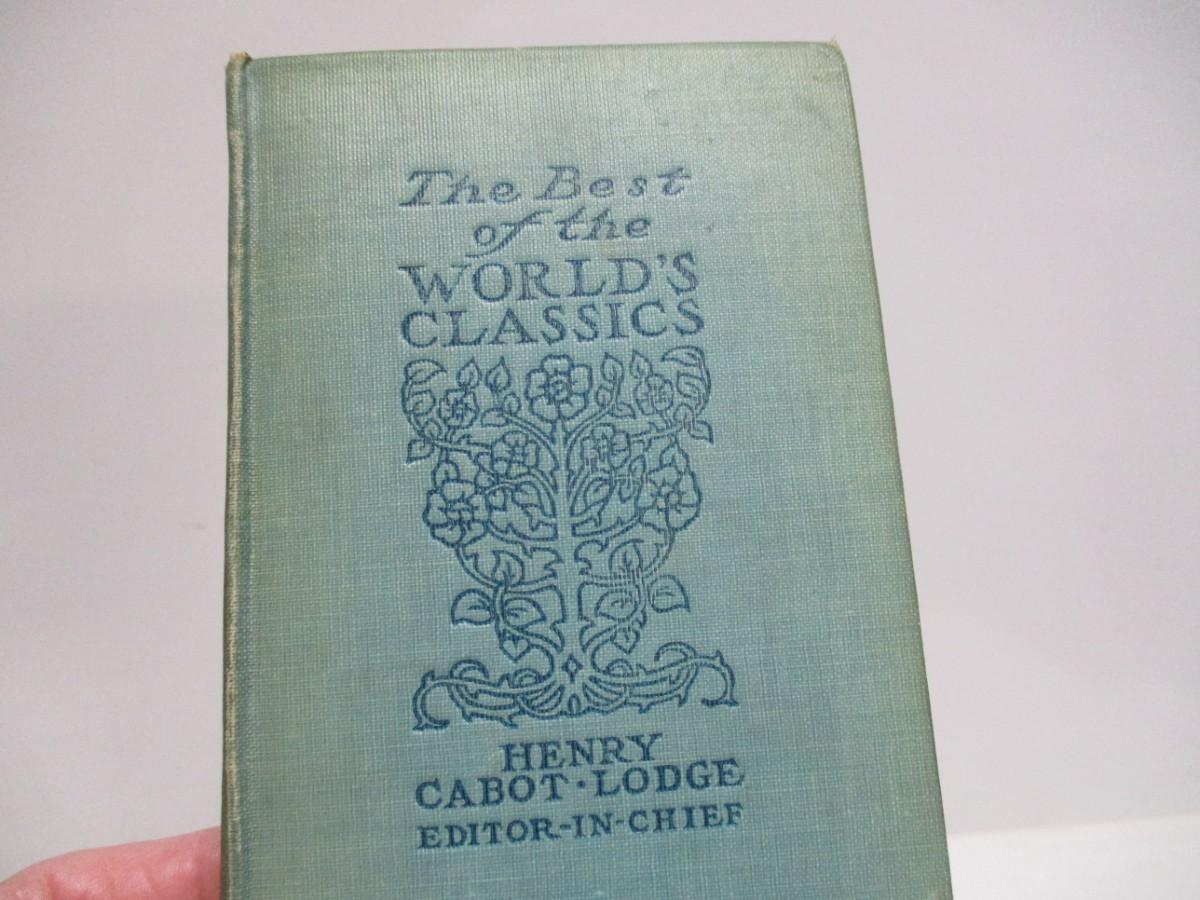 The Best
of the
WORLD'S
CLASSICS
HENRY
CABOT·LODGE
EDITOR-IN-CHIEF